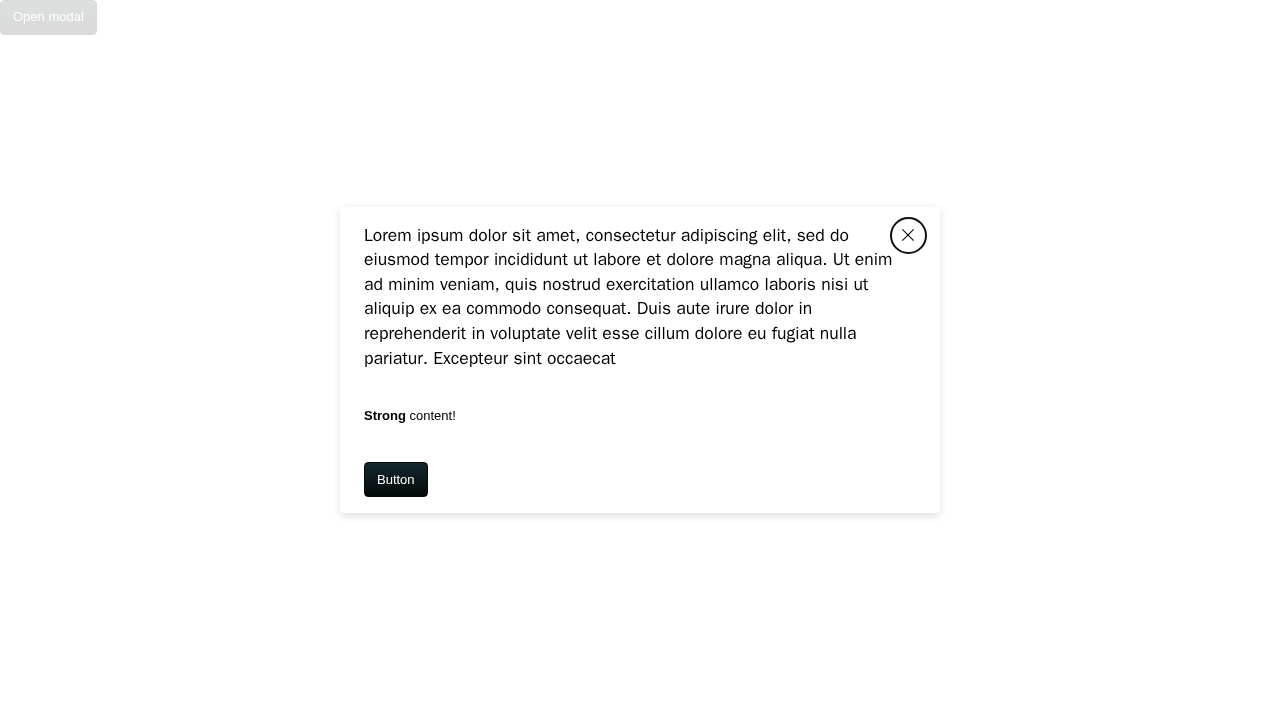 Open modal
Lorem ipsum dolor sit amet, consectetur adipiscing elit, sed do
eiusmod tempor incididunt ut labore et dolore magna aliqua. Ut enim
ad minim veniam, quis nostrud exercitation ullamco laboris nisi ut
aliquip ex ea commodo consequat. Duis aute irure dolor in
reprehenderit in voluptate velit esse cillum dolore eu fugiat nulla
pariatur. Excepteur sint occaecat
Strong content!
Button